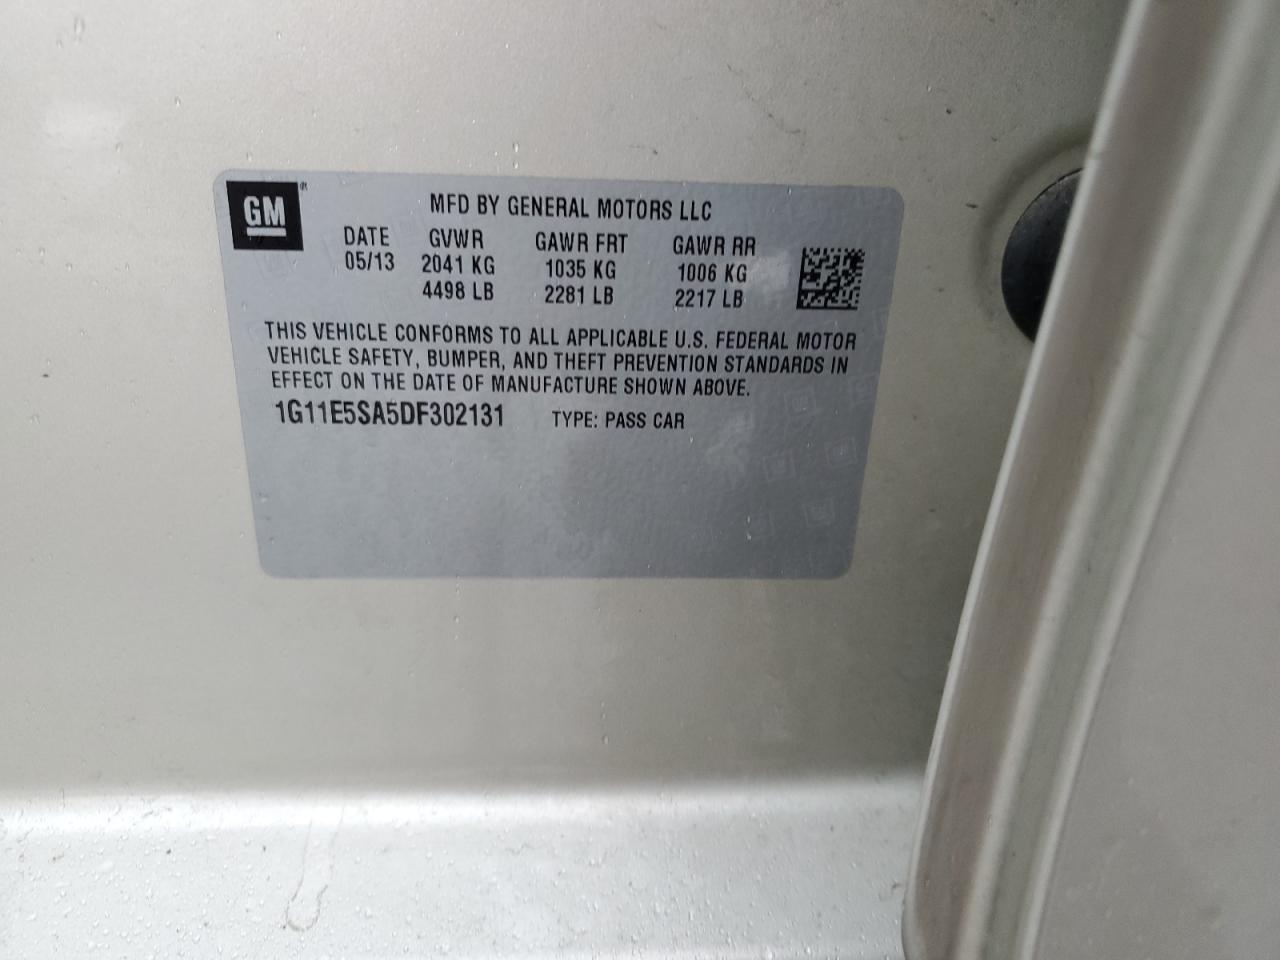 GM
MFD BY GENERAL MOTORS LLC
DATE GVWR GAWR FRT GAWR RR
05/13 2041 KG 1035 KG 1006 KG
4498 LB 2281 LB 2217 LB
THIS VEHICLE CONFORMS TO ALL APPLICABLE U.S. FEDERAL MOTOR
VEHICLE SAFETY, BUMPER, AND THEFT PREVENTION STANDARDS IN
EFFECT ON THE DATE OF MANUFACTURE SHOWN ABOVE.
1G11E5SA5DF302131 TYPE: PASS CAR